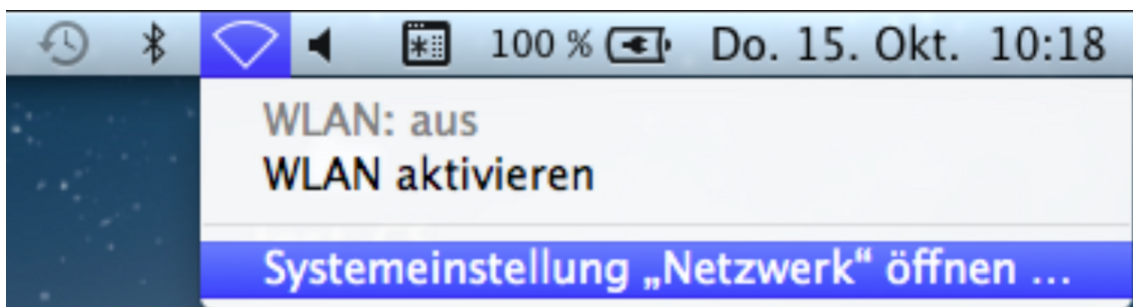 100 % Do. 15. Okt. 10:18
WLAN: aus
WLAN aktivieren
Systemeinstellung „Netzwerk“ öffnen ...